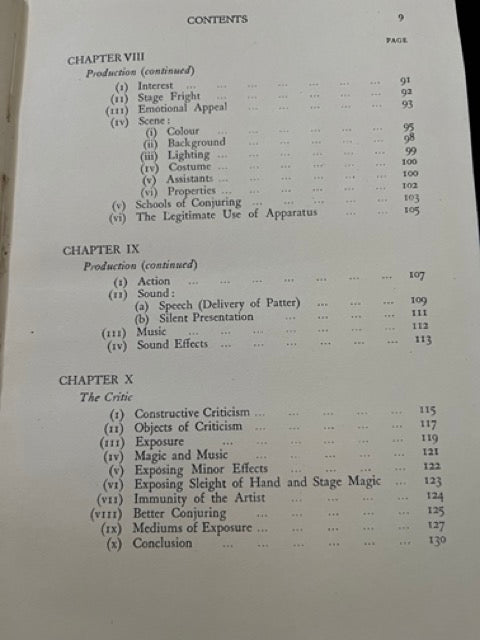 CONTENTS 9
PAGE
CHAPTER VIII
Production (continued)
(I) Interest ... ... ... ... ... ... 91
(II) Stage Fright ... ... ... ... ... 92
(III) Emotional Appeal ... ... ... ... 93
(IV) Scene:
(i) Colour ... ... ... ... ... 95
(ii) Background ... ... ... ... 98
(iii) Lighting ... ... ... ... ... 99
(iv) Costume ... ... ... ... ... 100
(v) Assistants ... ... ... ... ... 100
(vi) Properties ... ... ... ... ... 102
(v) Schools of Conjuring ... ... ... ... 103
(vi) The Legitimate Use of Apparatus ... ... 105
CHAPTER IX
Production (continued)
(I) Action ... ... ... ... ... ... 107
(II) Sound:
(a) Speech (Delivery of Patter) ... ... ... 109
(b) Silent Presentation ... ... ... ... 111
(III) Music ... ... ... ... ... ... 112
(IV) Sound Effects ... ... ... ... ... 113
CHAPTER X
The Critic
(I) Constructive Criticism ... ... ... ... 115
(II) Objects of Criticism ... ... ... ... 117
(III) Exposure ... ... ... ... ... 119
(IV) Magic and Music ... ... ... ... 121
(V) Exposing Minor Effects ... ... ... ... 122
(VI) Exposing Sleight of Hand and Stage Magic ... 123
(VII) Immunity of the Artist ... ... ... ... 124
(VIII) Better Conjuring ... ... ... ... 125
(IX) Mediums of Exposure ... ... ... ... 127
(X) Conclusion ... ... ... ... ... 130